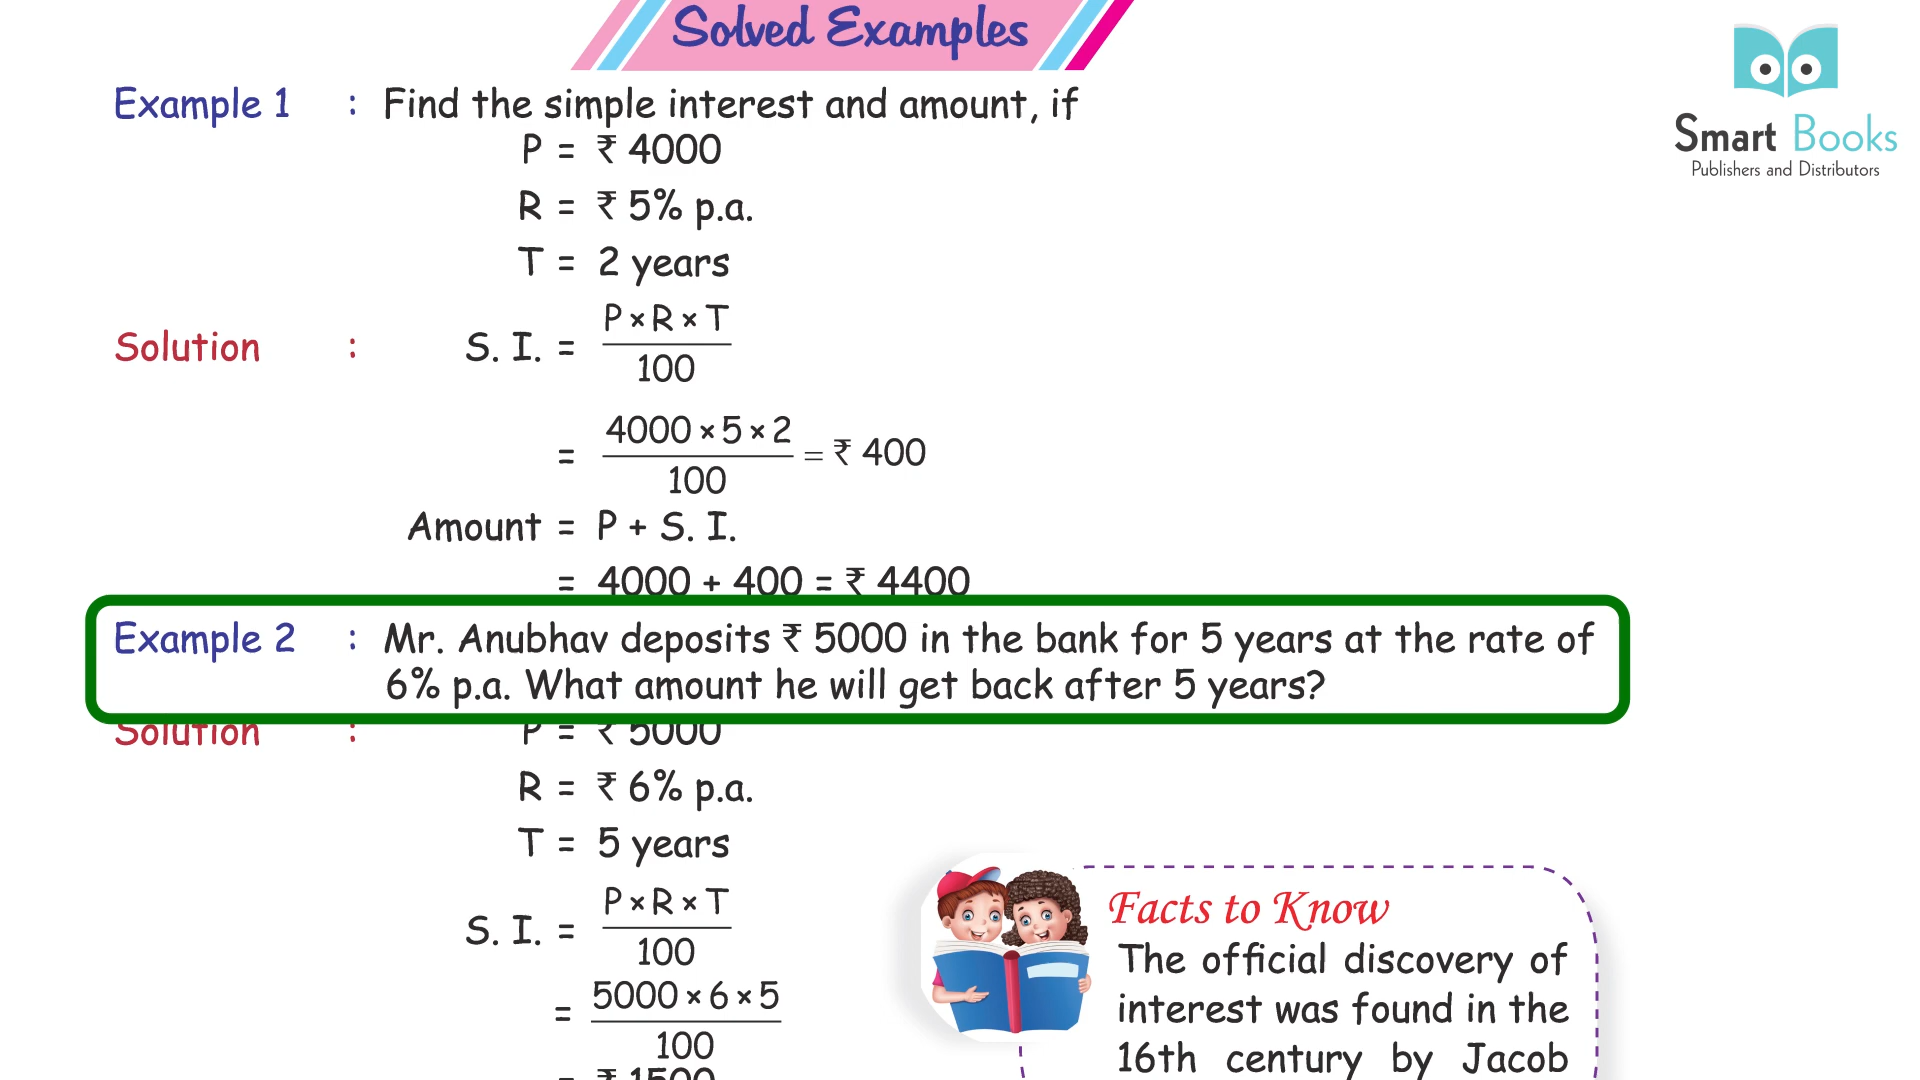 Solved Examples
Smart Books
Publishers and Distributors
Example 1 : Find the simple interest and amount, if
P = ₹ 4000
R = ₹ 5% p.a.
T = 2 years
Solution : S. I. = P × R × T
100
= 4000 × 5 × 2 = ₹ 400
100
Amount = P + S. I.
= 4000 + 400 = ₹ 4400
Example 2 : Mr. Anubhav deposits ₹ 5000 in the bank for 5 years at the rate of
6% p.a. What amount he will get back after 5 years?
Solution : P = ₹ 5000
R = ₹ 6% p.a.
T = 5 years
S. I. = P × R × T
100
= 5000 × 6 × 5
100
= ₹ 1500
Facts to Know
The official discovery of
interest was found in the
16th century by Jacob